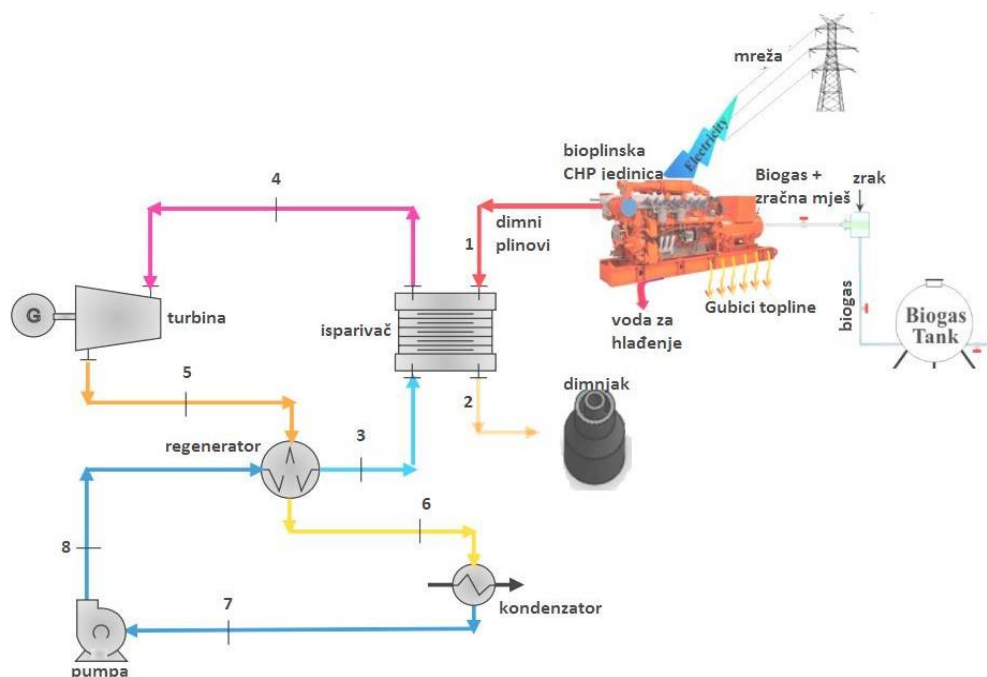 mreža
Electricity
bioplinska
CHP jedinica
Biogas +
zračna mješ
zrak
4
1
dimni
plinovi
G
turbina
isparivač
voda za
hlađenje
Gubici topline
biogas
Biogas
Tank
5
2
dimnjak
regenerator
3
6
8
7
kondenzator
pumpa